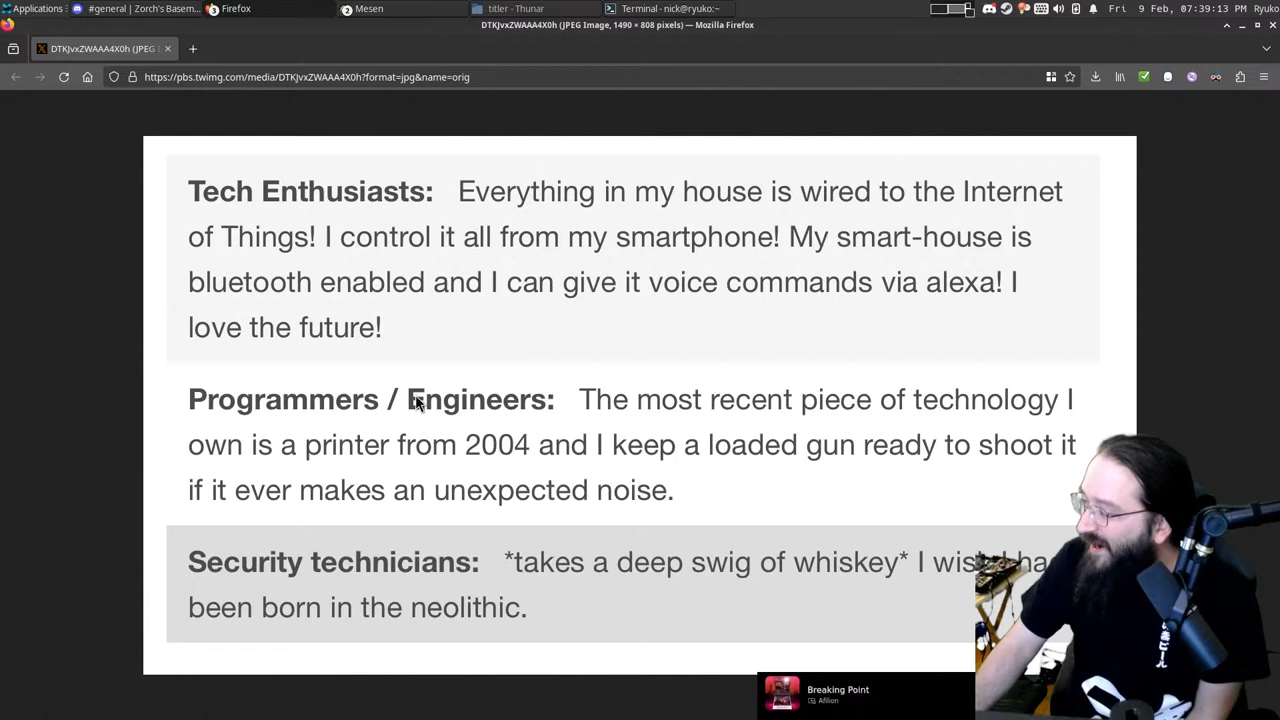 Applications
#general | Zorch's Basem...
3 Firefox
2 Mesen
titler - Thunar
Terminal - nick@ryuko:~
Fri 9 Feb, 07:39:13 PM Ryuko
DTKJvxZWAAA4X0h (JPEG Image, 1490 × 808 pixels) — Mozilla Firefox
DTKJvxZWAAA4X0h (JPEG I
https://pbs.twimg.com/media/DTKJvxZWAAA4X0h?format=jpg&name=orig
Tech Enthusiasts: Everything in my house is wired to the Internet
of Things! I control it all from my smartphone! My smart-house is
bluetooth enabled and I can give it voice commands via alexa! I
love the future!
Programmers / Engineers: The most recent piece of technology I
own is a printer from 2004 and I keep a loaded gun ready to shoot it
if it ever makes an unexpected noise.
Security technicians: *takes a deep swig of whiskey* I
been born in the neolithic.
Breaking Point
Afilion